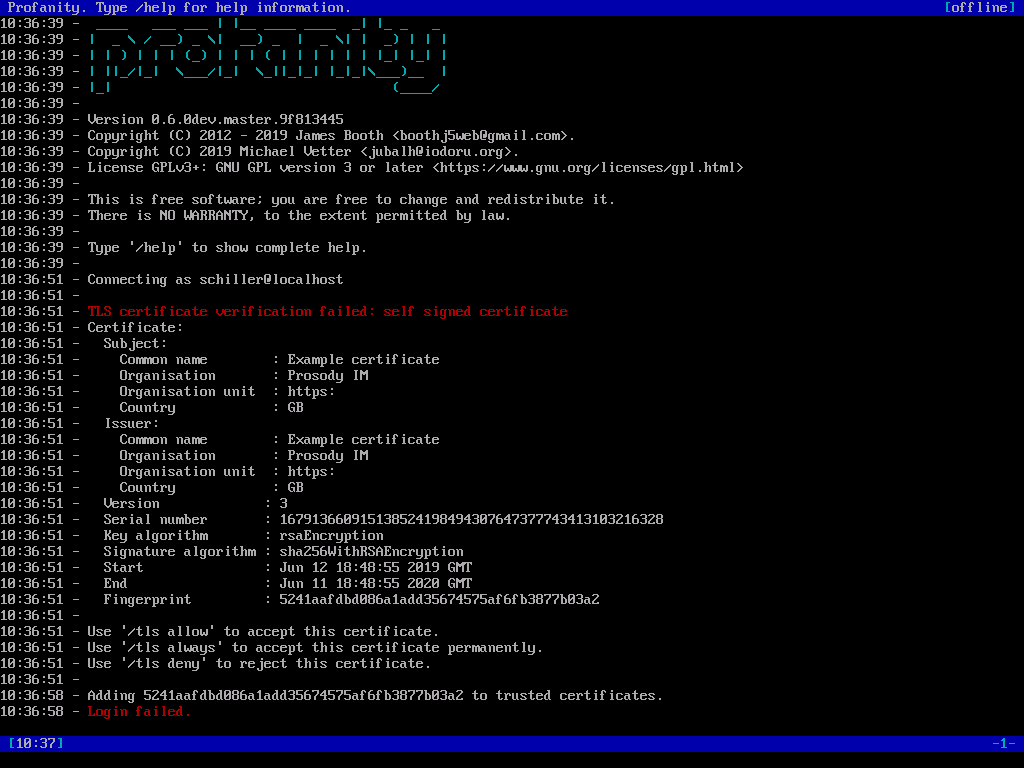 Profanity. Type /help for help information. [offline]
10:36:39 -
10:36:39 -
10:36:39 - profanity
10:36:39 -
10:36:39 -
10:36:39 -
10:36:39 - Version 0.6.0dev.master.9f813445
10:36:39 - Copyright (C) 2012 - 2019 James Booth <boothj5web@gmail.com>.
10:36:39 - Copyright (C) 2019 Michael Vetter <jubalh@iodoru.org>.
10:36:39 - License GPLv3+: GNU GPL version 3 or later <https://www.gnu.org/licenses/gpl.html>
10:36:39 -
10:36:39 - This is free software; you are free to change and redistribute it.
10:36:39 - There is NO WARRANTY, to the extent permitted by law.
10:36:39 -
10:36:39 - Type '/help' to show complete help.
10:36:39 -
10:36:51 - Connecting as schiller@localhost
10:36:51 -
10:36:51 - TLS certificate verification failed: self signed certificate
10:36:51 - Certificate:
10:36:51 -   Subject:
10:36:51 -     Common name        : Example certificate
10:36:51 -     Organisation       : Prosody IM
10:36:51 -     Organisation unit  : https:
10:36:51 -     Country            : GB
10:36:51 -   Issuer:
10:36:51 -     Common name        : Example certificate
10:36:51 -     Organisation       : Prosody IM
10:36:51 -     Organisation unit  : https:
10:36:51 -     Country            : GB
10:36:51 -   Version             : 3
10:36:51 -   Serial number       : 167913660915138524198494307647377743413103216328
10:36:51 -   Key algorithm       : rsaEncryption
10:36:51 -   Signature algorithm : sha256WithRSAEncryption
10:36:51 -   Start               : Jun 12 18:48:55 2019 GMT
10:36:51 -   End                 : Jun 11 18:48:55 2020 GMT
10:36:51 -   Fingerprint         : 5241aafdbd086a1add35674575af6fb3877b03a2
10:36:51 -
10:36:51 - Use '/tls allow' to accept this certificate.
10:36:51 - Use '/tls always' to accept this certificate permanently.
10:36:51 - Use '/tls deny' to reject this certificate.
10:36:51 -
10:36:58 - Adding 5241aafdbd086a1add35674575af6fb3877b03a2 to trusted certificates.
10:36:58 - Login failed.
[10:37] -1-